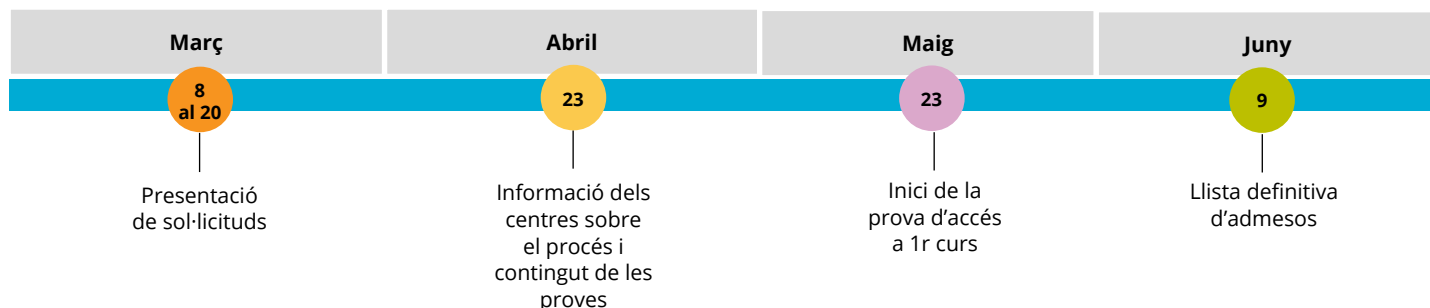 Març
Abril
Maig
Juny
8
al 20
23
23
9
Presentació
de sol·licituds
Informació dels
centres sobre
el procés i
contingut de les
proves
Inici de la
prova d'accés
a 1r curs
Llista definitiva
d'admesos